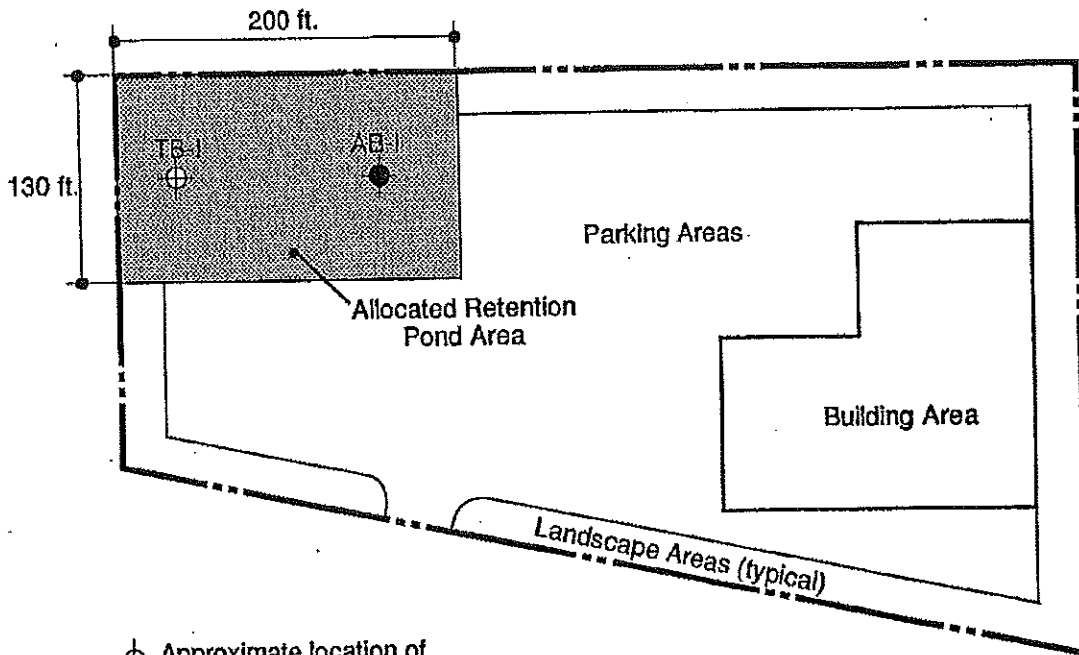 200 ft.
130 ft.
TB-1
AB-1
Parking Areas
Allocated Retention
Pond Area
Building Area
Landscape Areas (typical)
Approximate location of